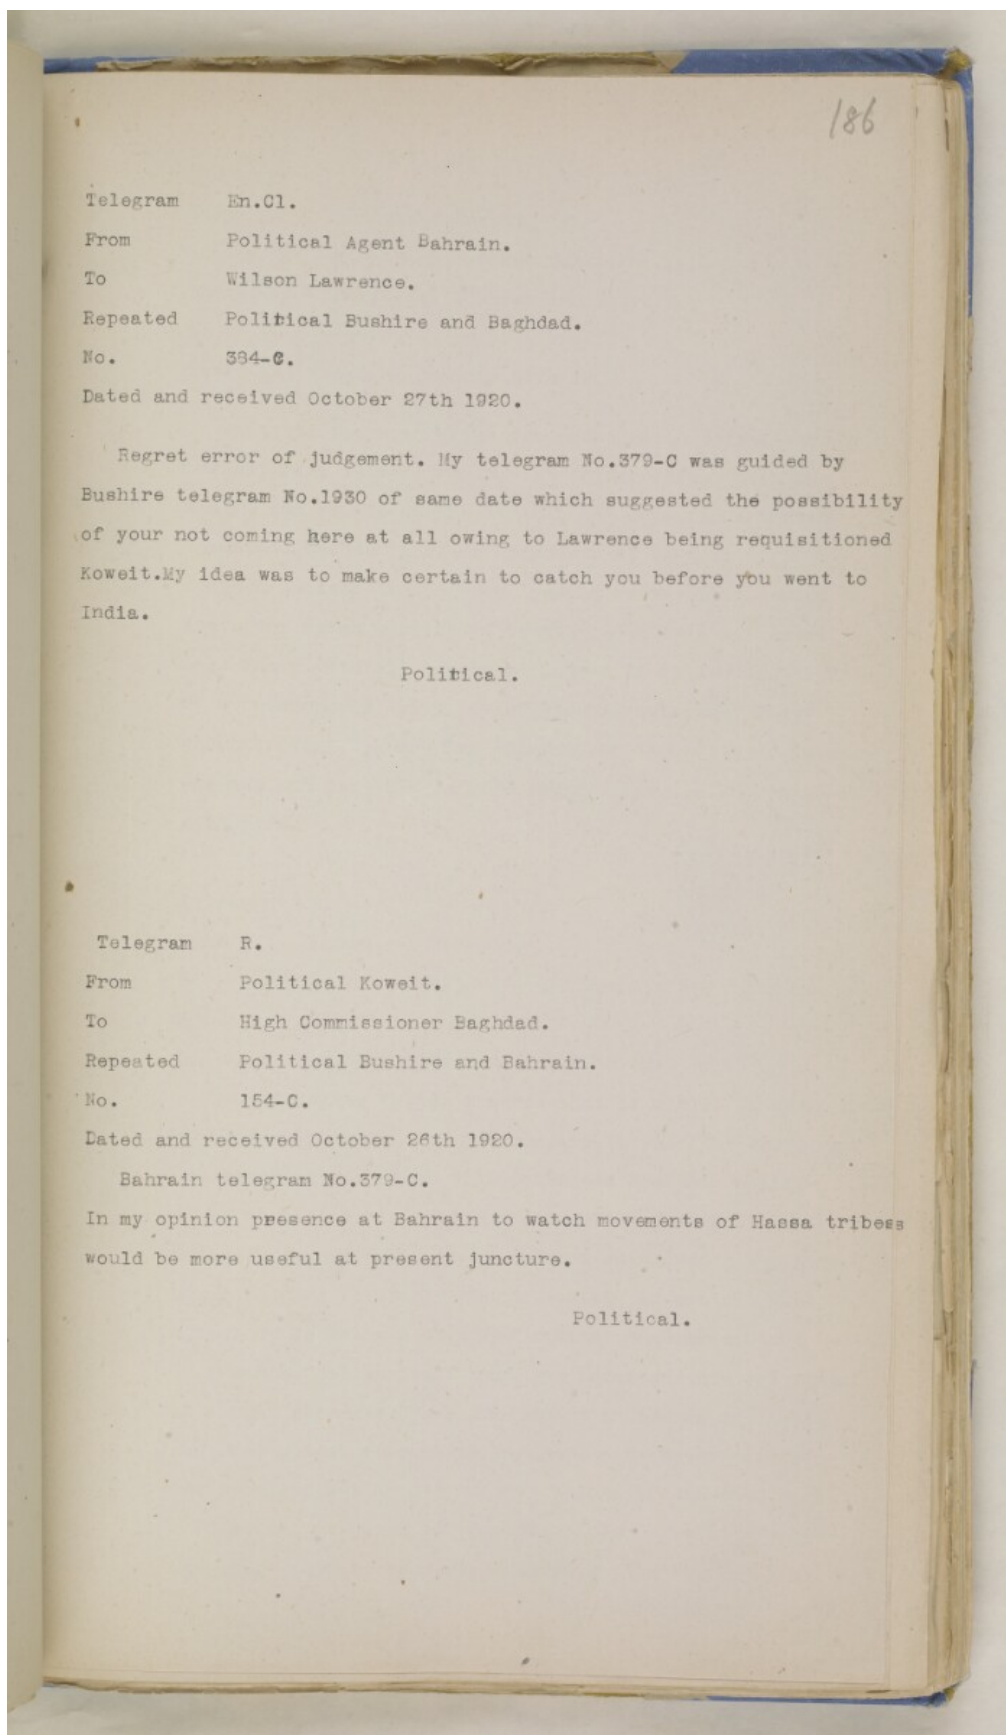 186
Telegram En.Cl.
From Political Agent Bahrain.
To Wilson Lawrence.
Repeated Political Bushire and Baghdad.
No. 384-C.
Dated and received October 27th 1920.
Regret error of judgement. My telegram No.379-C was guided by
Bushire telegram No.1930 of same date which suggested the possibility
of your not coming here at all owing to Lawrence being requisitioned
Koweit.My idea was to make certain to catch you before you went to
India.
Political.
Telegram R.
From Political Koweit.
To High Commissioner Baghdad.
Repeated Political Bushire and Bahrain.
No. 154-C.
Dated and received October 26th 1920.
Bahrain telegram No.379-C.
In my opinion presence at Bahrain to watch movements of Hassa tribess
would be more useful at present juncture.
Political.